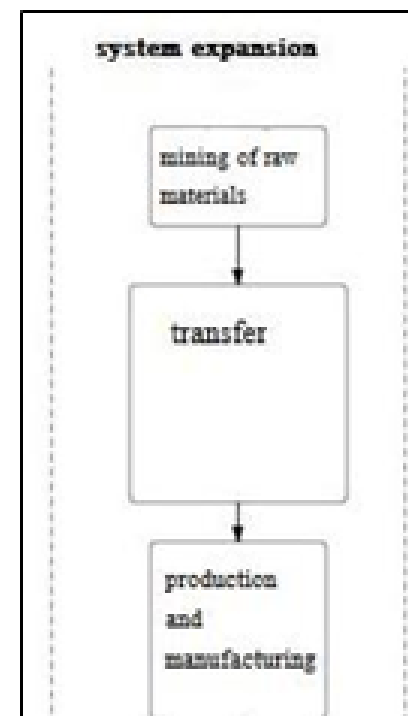 system expansion
mining of raw
materials
transfer
production
and
manufacturing